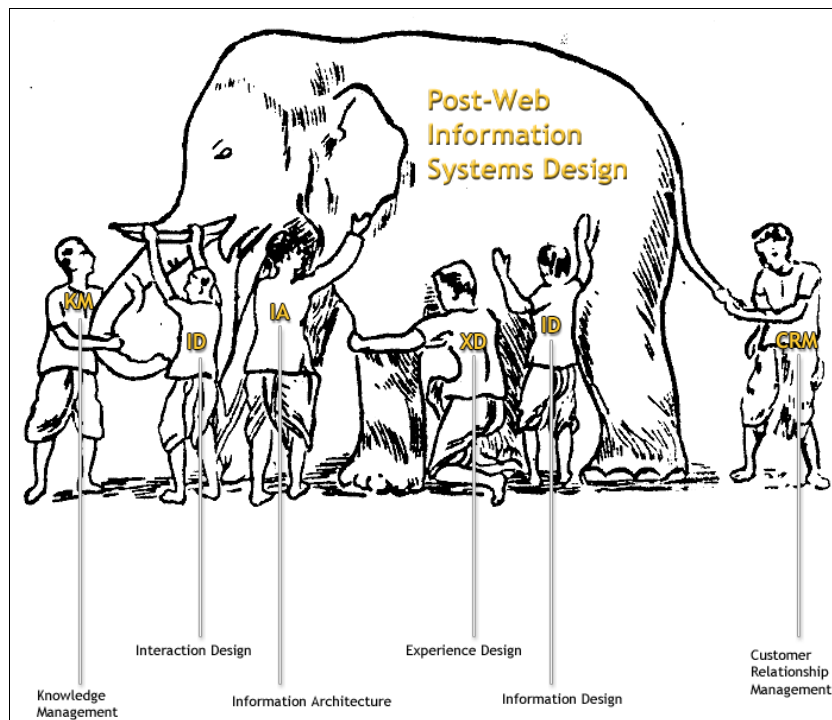 Post-Web
Information
Systems Design
KM
ID
IA
XD
ID
CRM
Interaction Design
Experience Design
Customer
Relationship
Management
Knowledge
Management
Information Architecture
Information Design